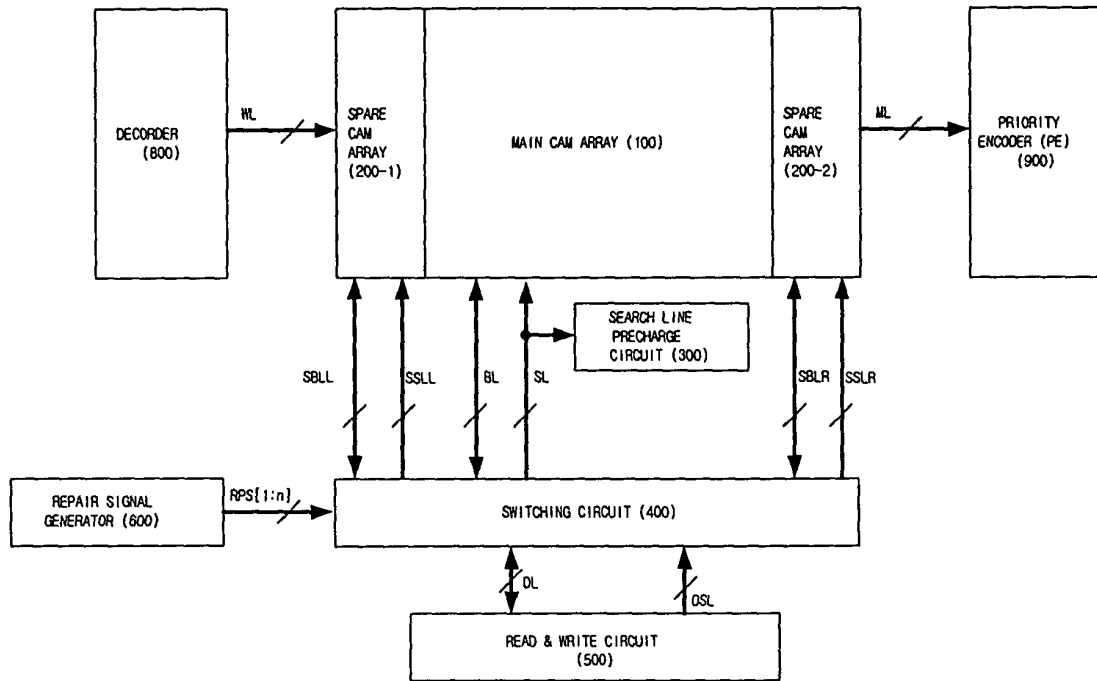 DECORDER
(800)
WL
SPARE
CAM
ARRAY
(200-1)
MAIN CAM ARRAY (100)
SPARE
CAM
ARRAY
(200-2)
ML
PRIORITY
ENCODER (PE)
(900)
SEARCH LINE
PRECHARGE
CIRCUIT (300)
SBLL
SSLL
BL
SL
SBLR
SSLR
REPAIR SIGNAL
GENERATOR (600)
RPS[1:n]
SWITCHING CIRCUIT (400)
DL
DSL
READ & WRITE CIRCUIT
(500)